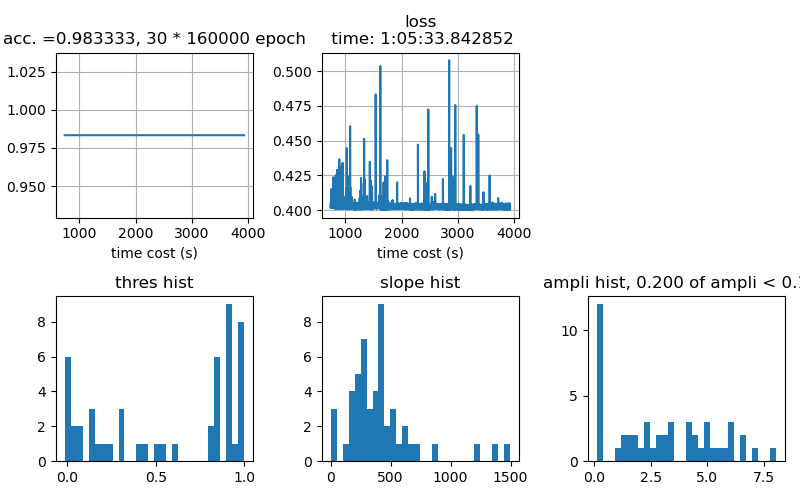 acc. =0.983333, 30 * 160000 epoch
1.025
1.000
0.975
0.950
1000 2000 3000 4000
time cost (s)
loss
time: 1:05:33.842852
0.500
0.475
0.450
0.425
0.400
1000 2000 3000 4000
time cost (s)
thres hist
8
6
4
2
0
0.0 0.5 1.0
slope hist
8
6
4
2
0
0 500 1000 1500
ampli hist, 0.200 of ampli < 0.
10
5
0
0.0 2.5 5.0 7.5